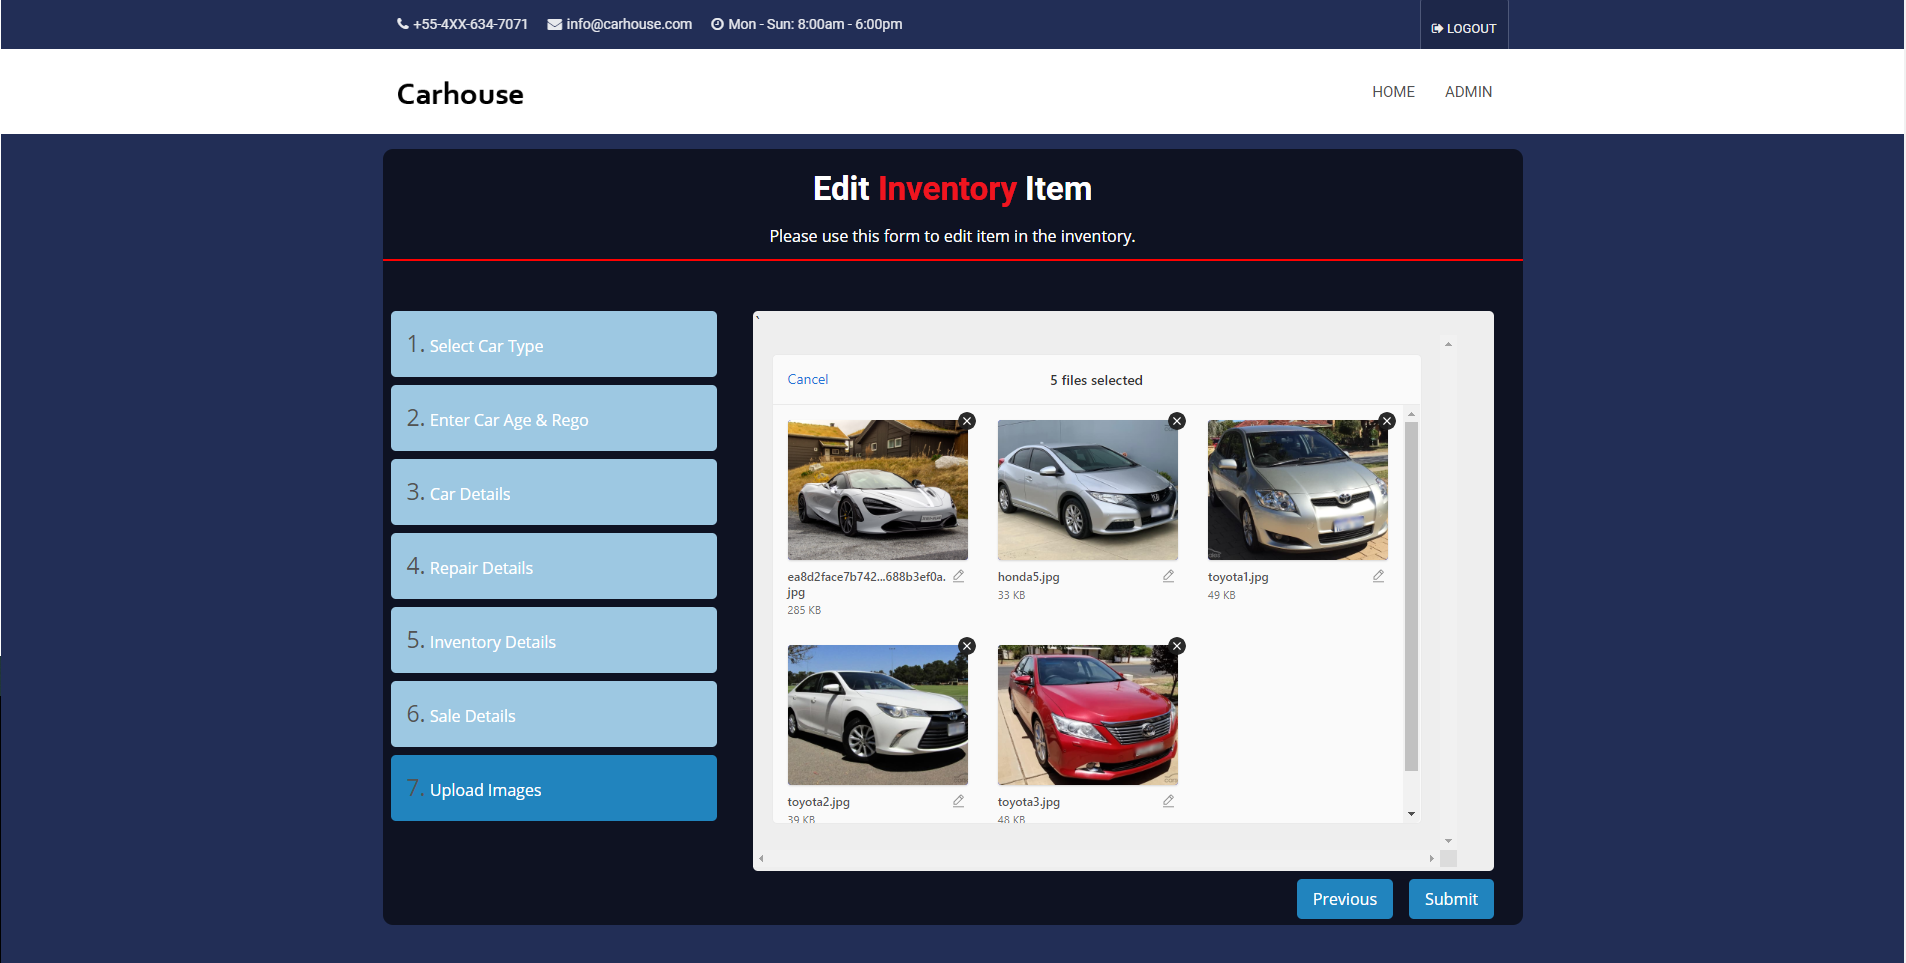 +55-4XX-634-7071 info@carhouse.com Mon - Sun: 8:00am - 6:00pm LOGOUT
Carhouse HOME ADMIN
Edit Inventory Item
Please use this form to edit item in the inventory.
1. Select Car Type
2. Enter Car Age & Rego
3. Car Details
4. Repair Details
5. Inventory Details
6. Sale Details
7. Upload Images
`
Cancel 5 files selected
ea8d2face7b742...688b3ef0a.
jpg
285 KB
honda5.jpg
33 KB
toyota1.jpg
49 KB
toyota2.jpg
39 KB
toyota3.jpg
48 KB
Previous Submit